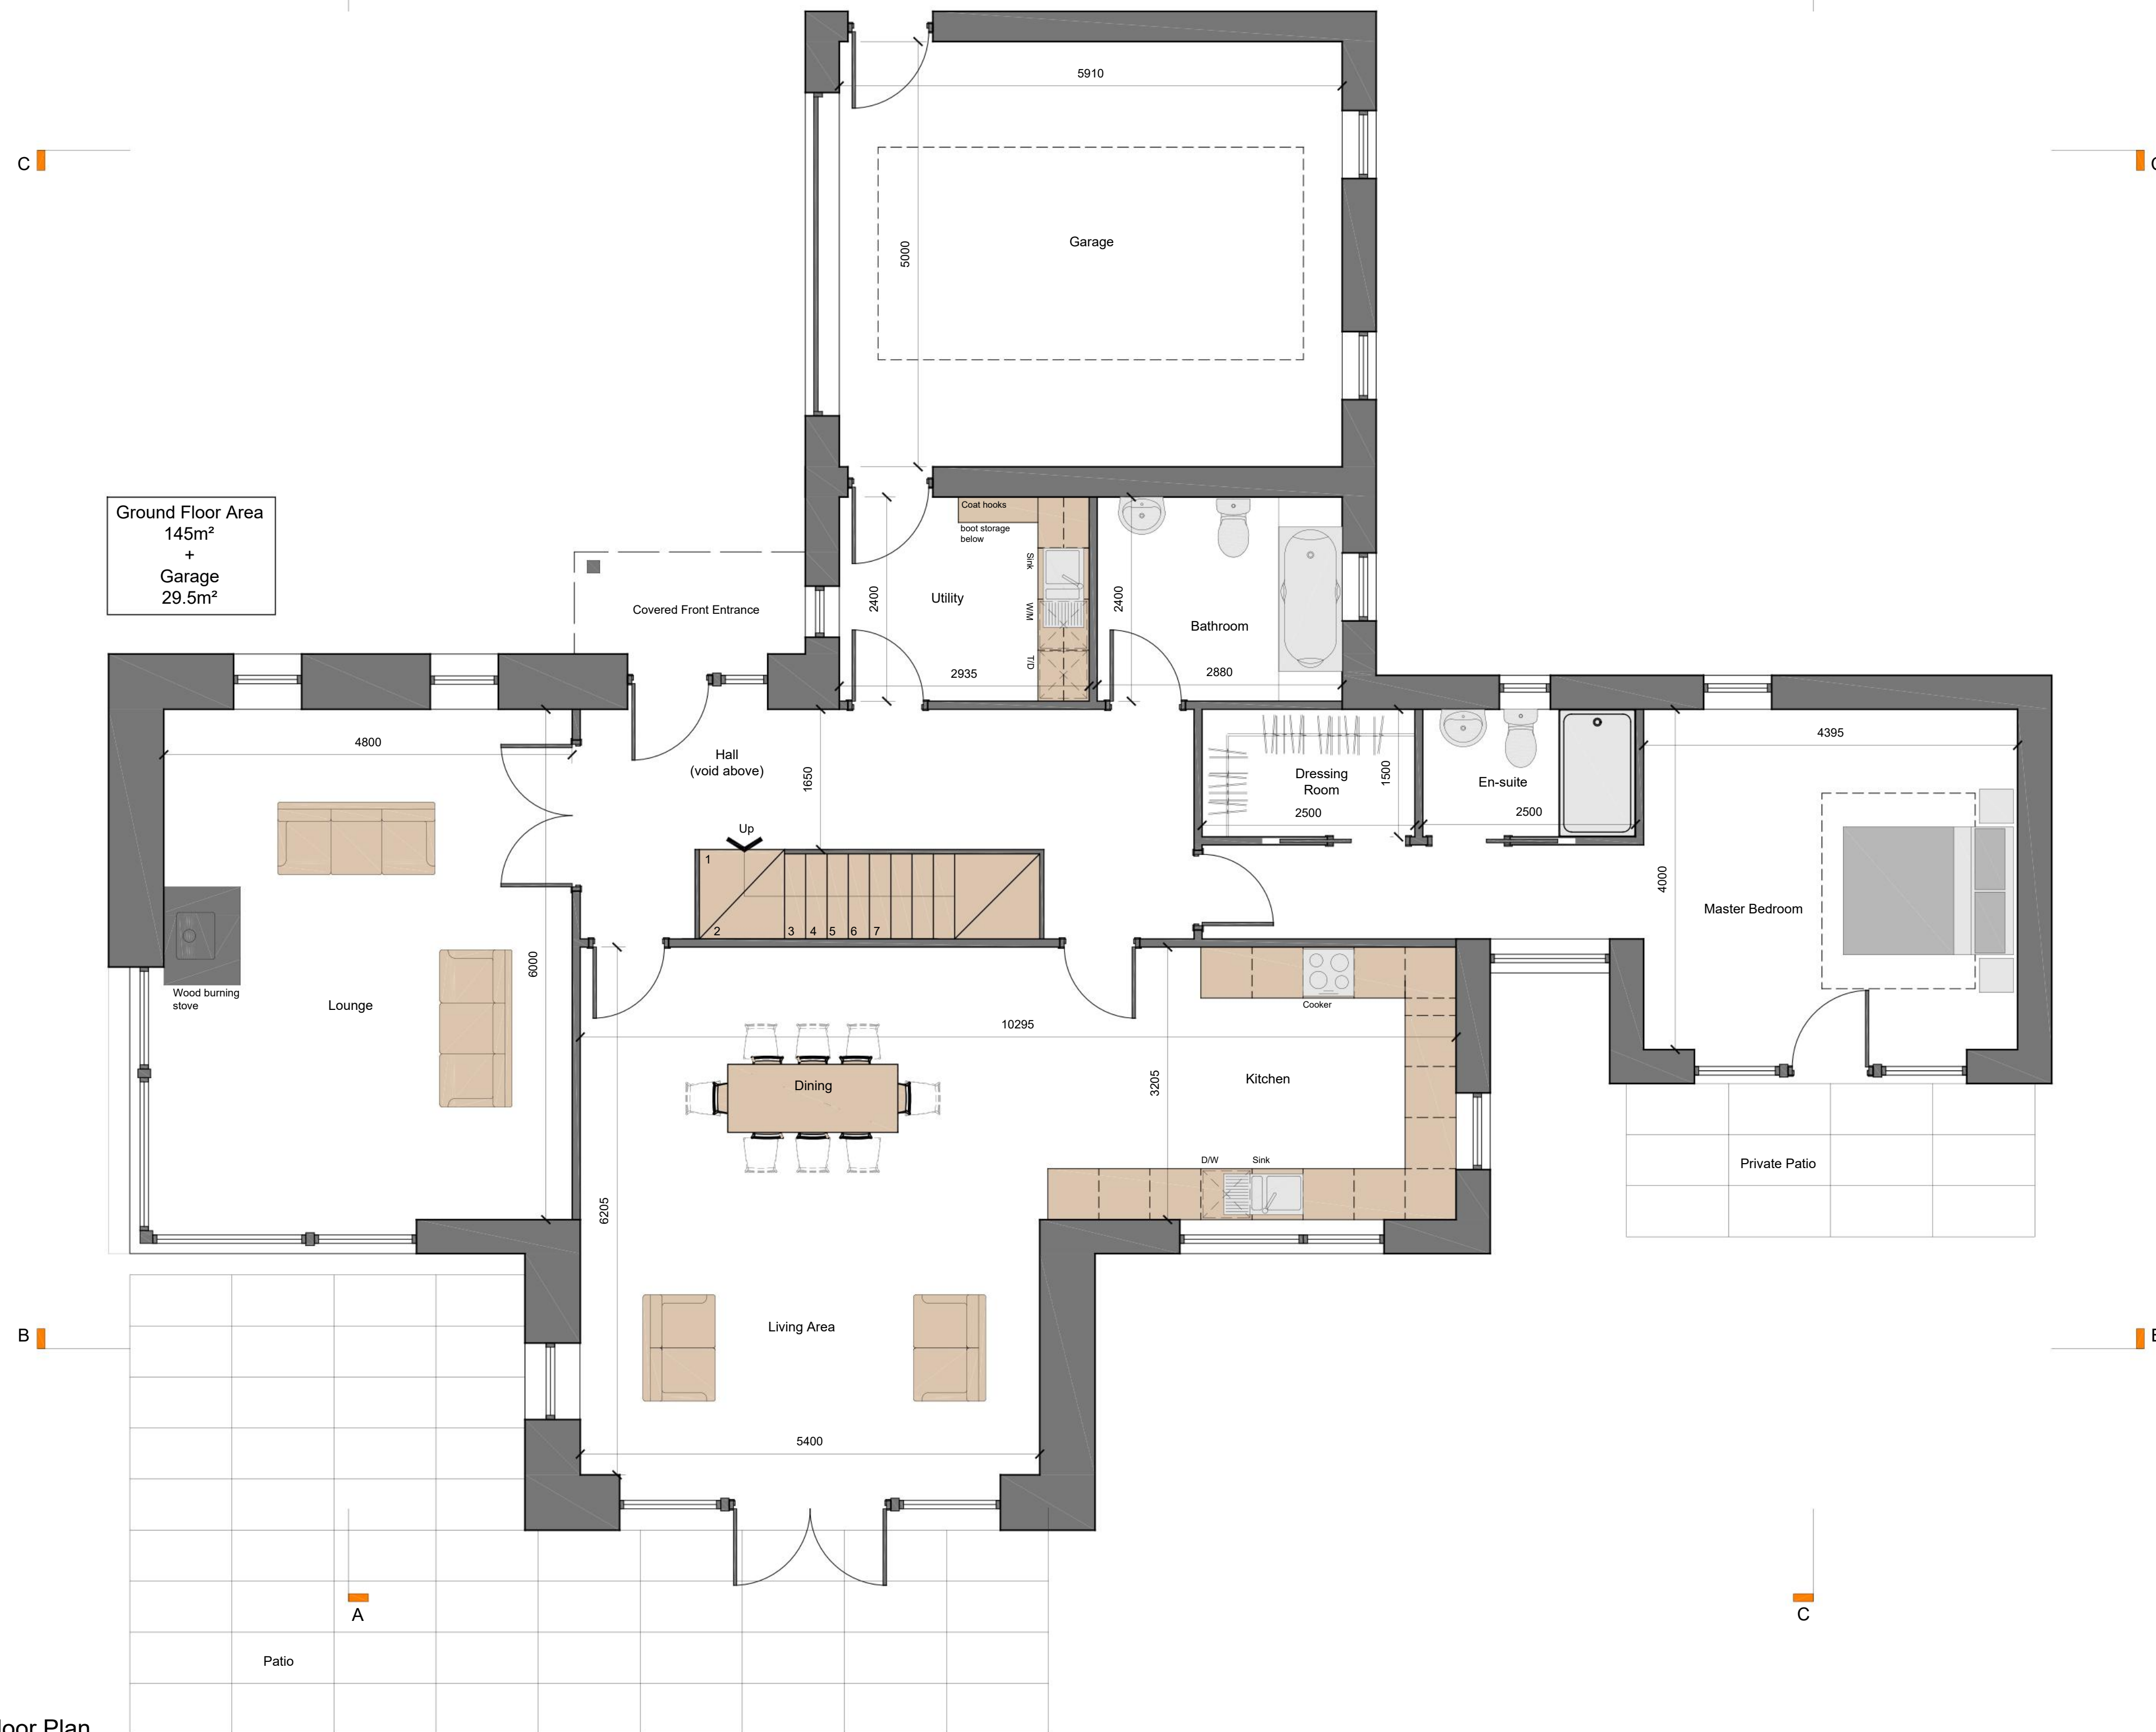 5910
C
C
Garage
5000
Ground Floor Area
145m²
+
Garage
29.5m²
Coat hooks
boot storage
below
Sink
W/M
T/D
2400
Utility
2935
2400
Bathroom
2880
Covered Front Entrance
4800
Hall
(void above)
1650
Dressing
Room
1500
2500
En-suite
2500
4395
Up
1
2
3
4
5
6
7
4000
Master Bedroom
6000
Wood burning
stove
Lounge
Cooker
10295
Dining
3205
Kitchen
D/W
Sink
Private Patio
6205
Living Area
B
5400
A
C
Patio
Plan